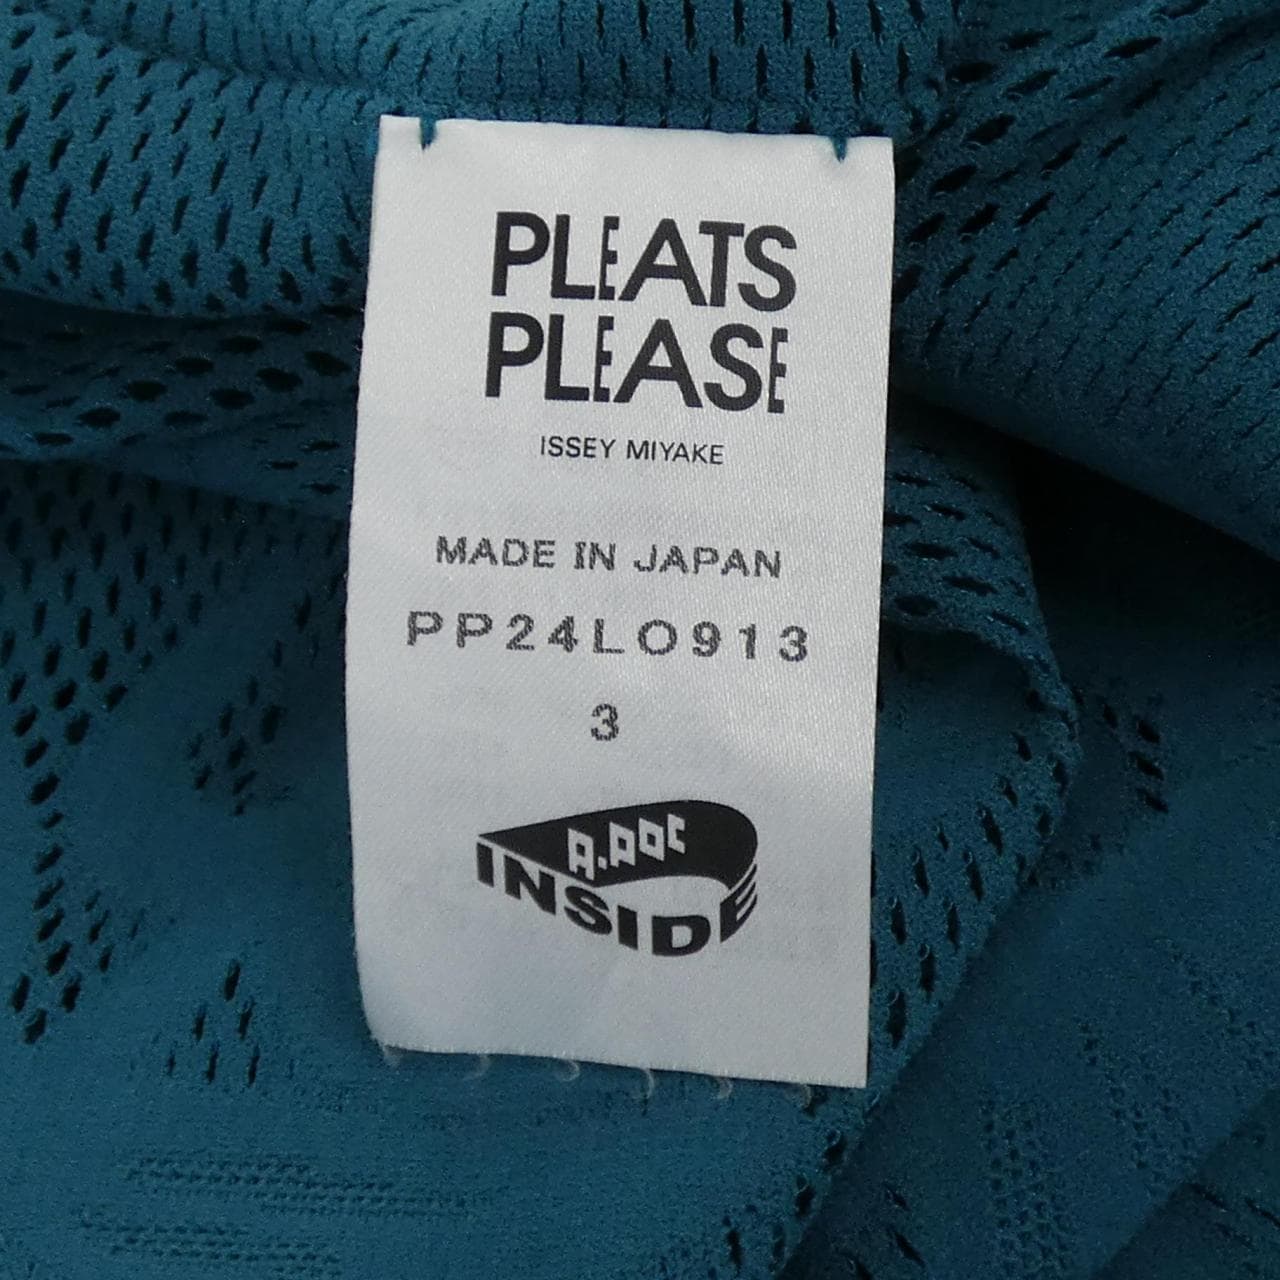 PLEATS
PLEASE
ISSEY MIYAKE
MADE IN JAPAN
PP24LO913
3
A.POC
INSIDE